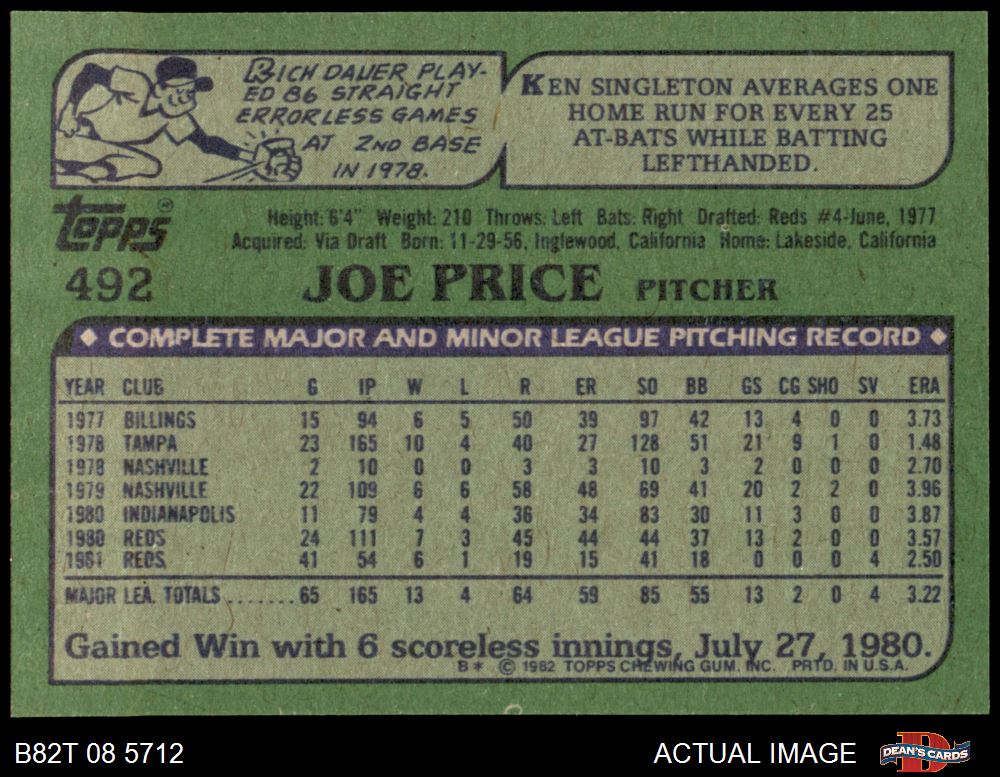 RICH DAUER PLAY-
ED 86 STRAIGHT
ERRORLESS GAMES
AT 2ND BASE
IN 1978.
KEN SINGLETON AVERAGES ONE
HOME RUN FOR EVERY 25
AT-BATS WHILE BATTING
LEFTHANDED.
topps®
Height: 6'4" Weight: 210 Throws: Left Bats: Right Drafted: Reds #4-June, 1977
Acquired: Via Draft Born: 11-29-56, Inglewood, California Home: Lakeside, California
492 JOE PRICE PITCHER
◆ COMPLETE MAJOR AND MINOR LEAGUE PITCHING RECORD ◆
YEAR CLUB G IP W L R ER SO BB GS CG SHO SV ERA
1977 BILLINGS 15 94 6 5 50 39 97 42 13 4 0 0 3.73
1978 TAMPA 23 165 10 4 40 27 128 51 21 9 1 0 1.48
1978 NASHVILLE 2 10 0 0 3 3 10 3 2 0 0 0 2.70
1979 NASHVILLE 22 109 6 6 58 48 69 41 20 2 2 0 3.96
1980 INDIANAPOLIS 11 79 4 4 36 34 83 30 11 3 0 0 3.87
1980 REDS 24 111 7 3 45 44 44 37 13 2 0 0 3.57
1981 REDS 41 54 6 1 19 15 41 18 0 0 0 4 2.50
MAJOR LEA. TOTALS........65 165 13 4 64 59 85 55 13 2 0 4 3.22
Gained Win with 6 scoreless innings, July 27, 1980.
B* © 1982 TOPPS CHEWING GUM, INC. PRTD. IN U.S.A.
B82T 08 5712 ACTUAL IMAGE DEAN'S CARDS